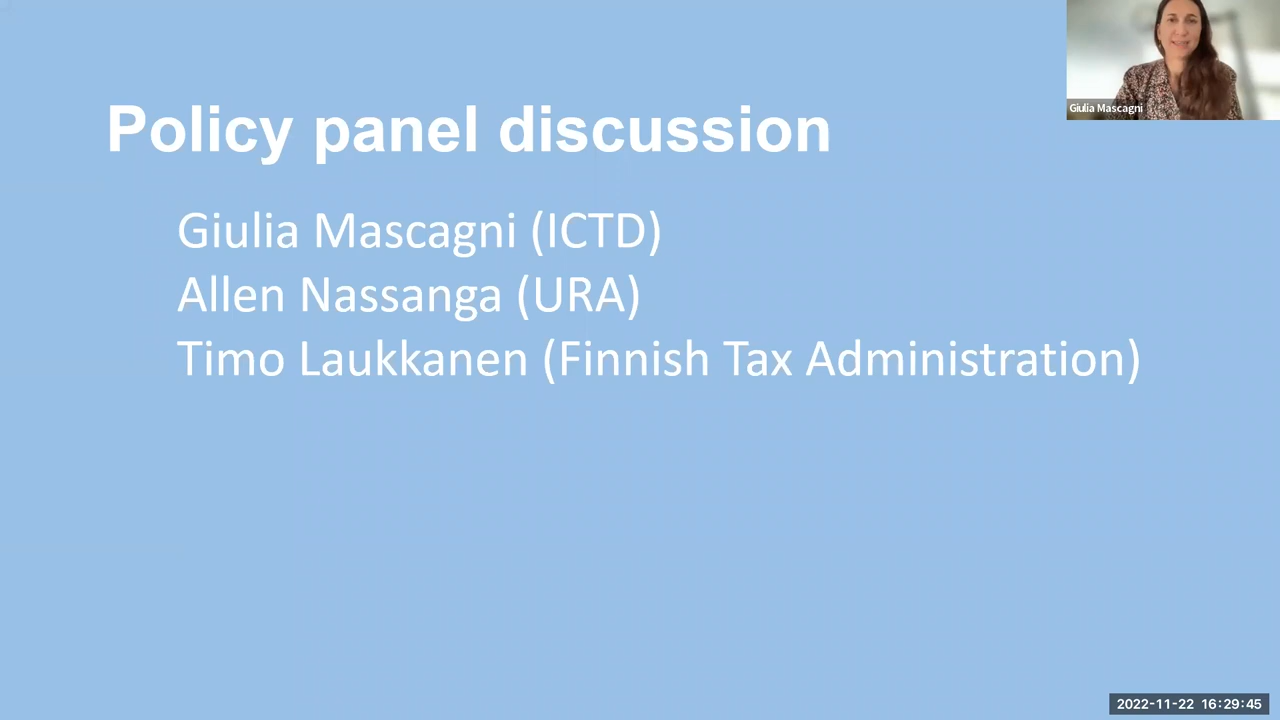 Policy panel discussion
Giulia Mascagni
Giulia Mascagni (ICTD)
Allen Nassanga (URA)
Timo Laukkanen (Finnish Tax Administration)
2022-11-22 16:29:45